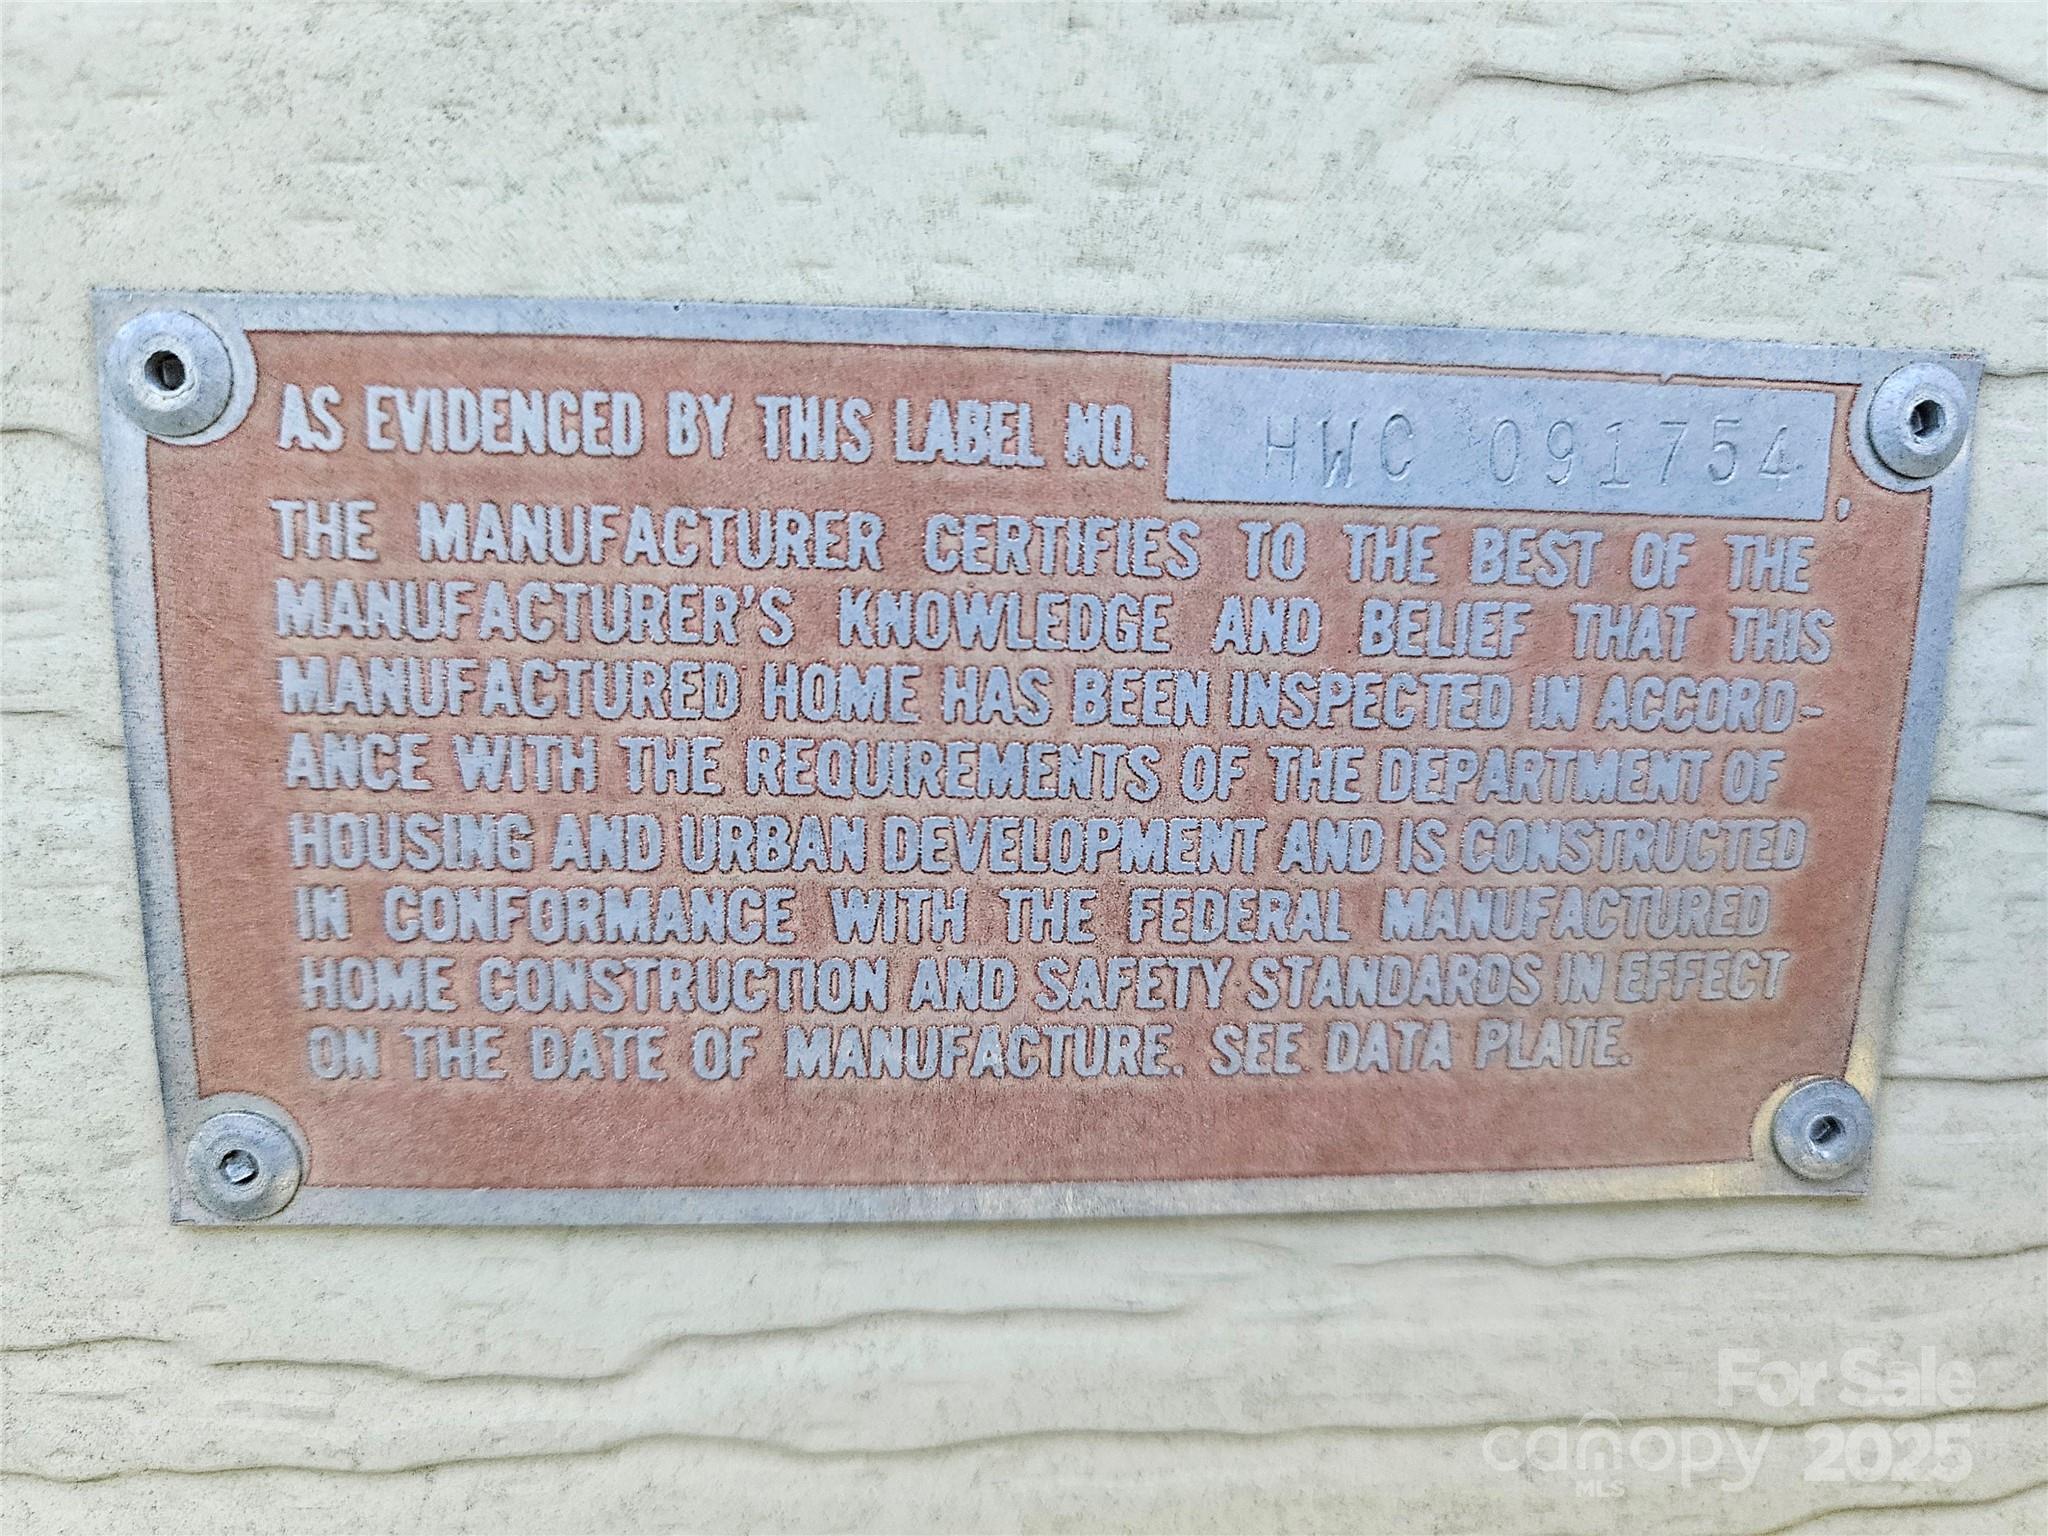 AS EVIDENCED BY THIS LABEL NO. HWC 091754,
THE MANUFACTURER CERTIFIES TO THE BEST OF THE
MANUFACTURER'S KNOWLEDGE AND BELIEF THAT THIS
MANUFACTURED HOME HAS BEEN INSPECTED IN ACCORD-
ANCE WITH THE REQUIREMENTS OF THE DEPARTMENT OF
HOUSING AND URBAN DEVELOPMENT AND IS CONSTRUCTED
IN CONFORMANCE WITH THE FEDERAL MANUFACTURED
HOME CONSTRUCTION AND SAFETY STANDARDS IN EFFECT
ON THE DATE OF MANUFACTURE. SEE DATA PLATE.
For Sale
canopy 2025
MLS